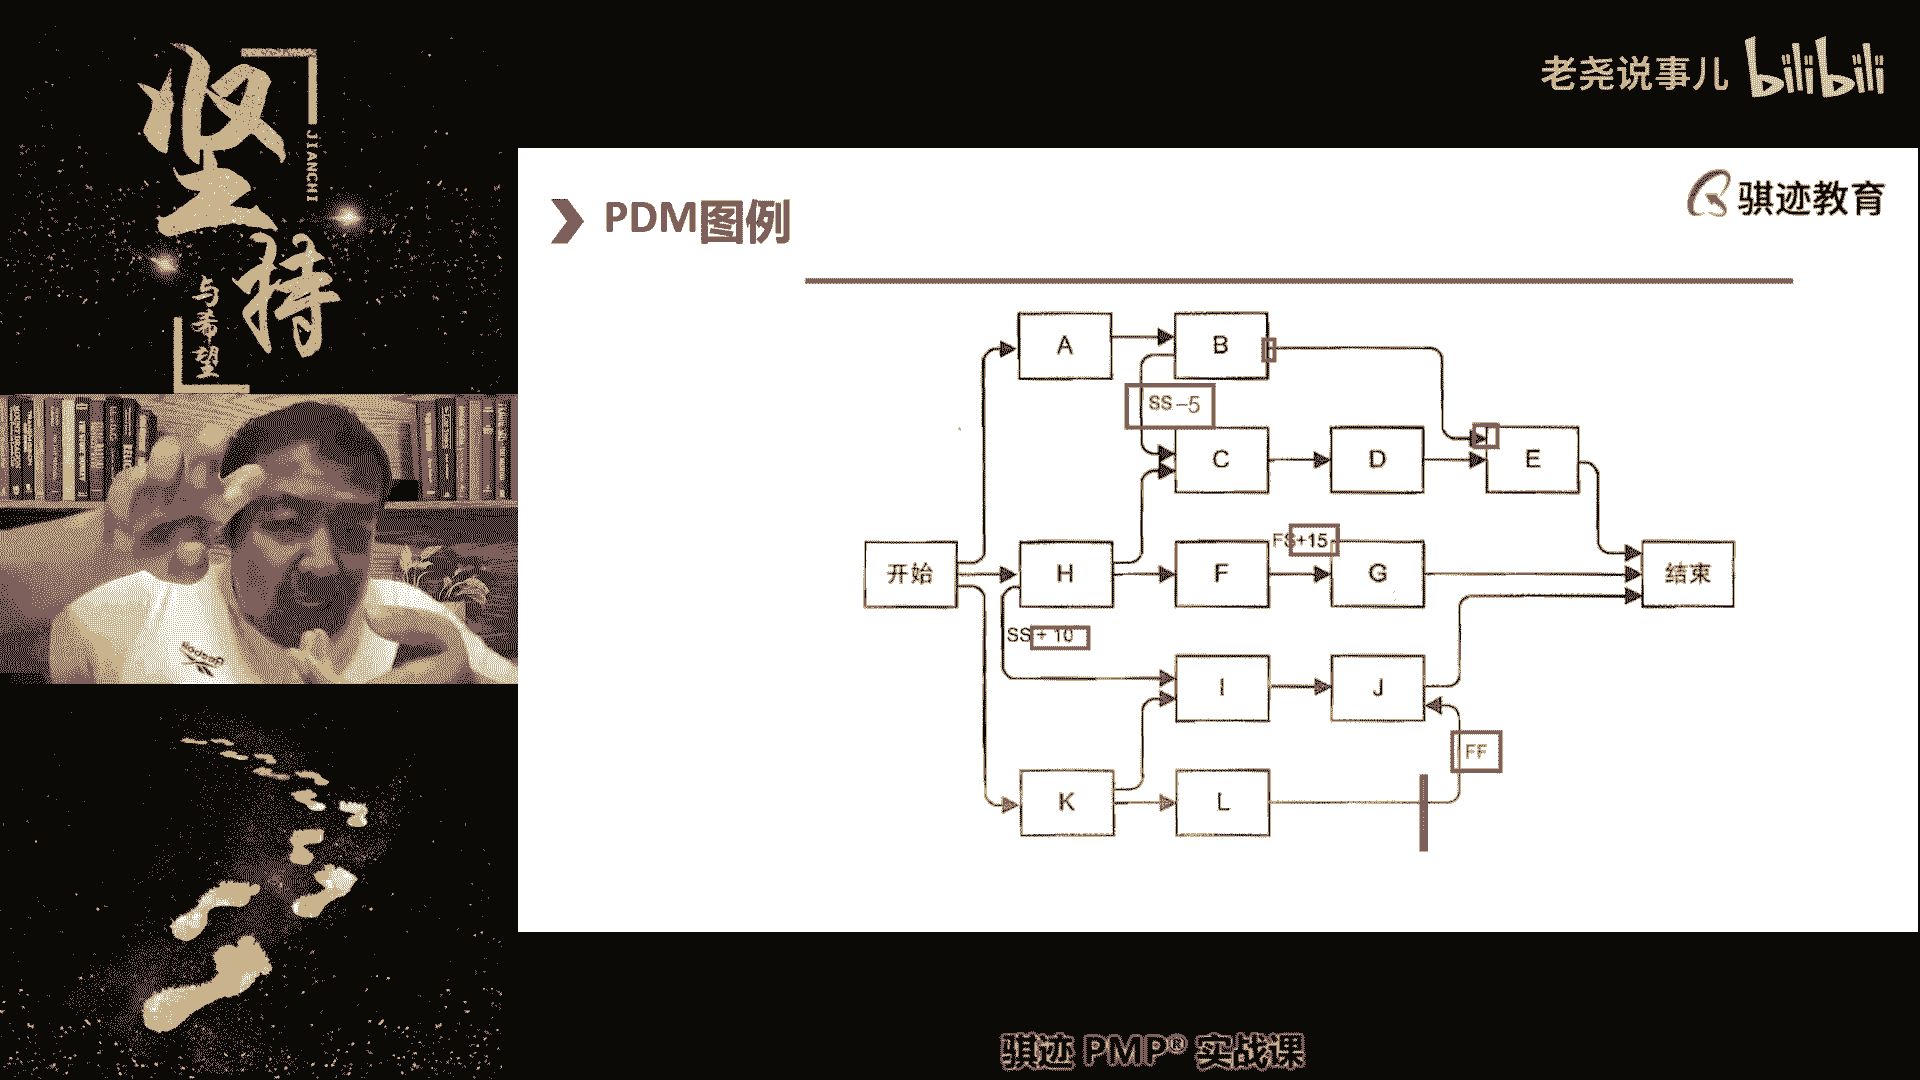 坚持
JIANCHI
与希望
老尧说事儿 bilibili
骐迹教育
PDM图例
A
B
SS-5
C
D
E
FS+15
开始
H
F
G
结束
SS+10
I
J
FF
K
L
Reebok
骐迹 PMP® 实战课